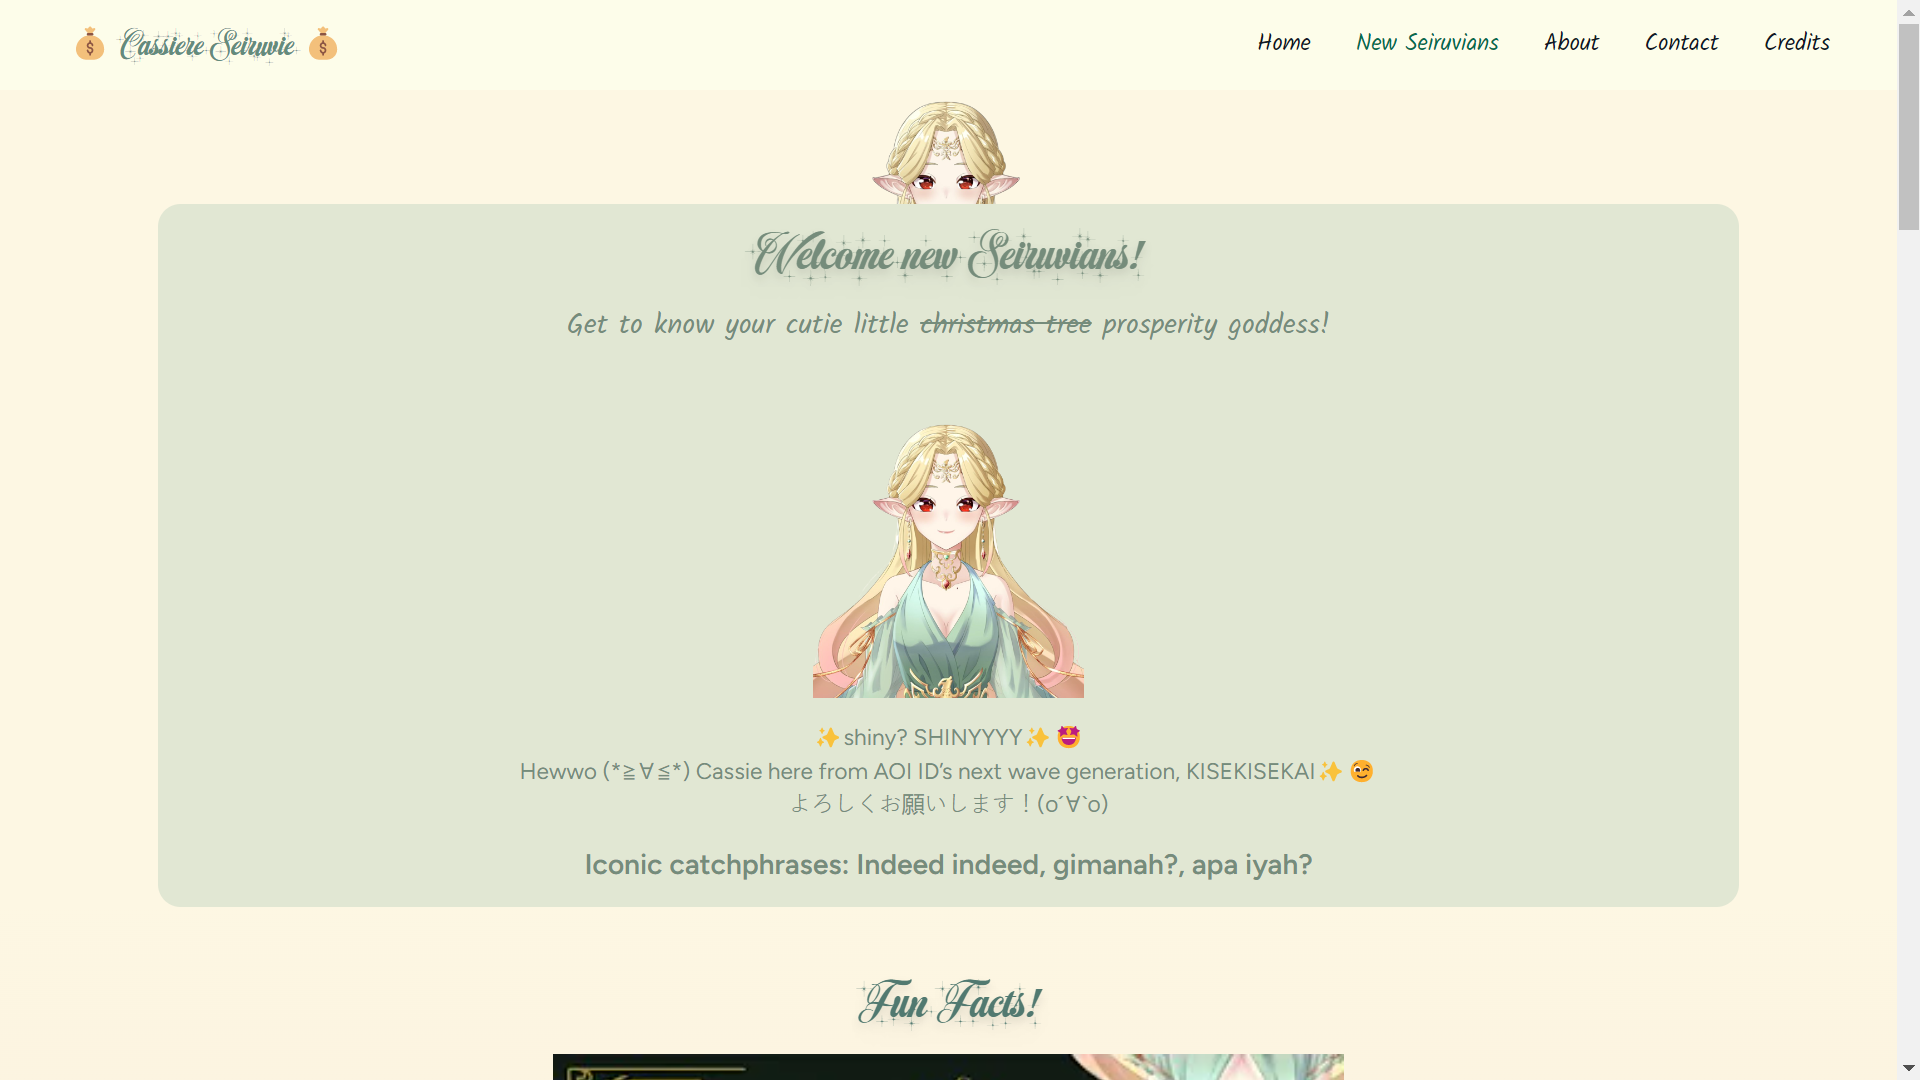 💰 Cassiere Seiruvie 💰
Home New Seiruvians About Contact Credits
Welcome new Seiruvians!
Get to know your cutie little christmas tree prosperity goddess!
✨shiny? SHINYYYY✨ 🤩
Hewwo (*≧∀≦*) Cassie here from AOI ID’s next wave generation, KISEKISEKAI✨ 😉
よろしくお願いします！(o´∀`o)
Iconic catchphrases: Indeed indeed, gimanah?, apa iyah?
Fun Facts!